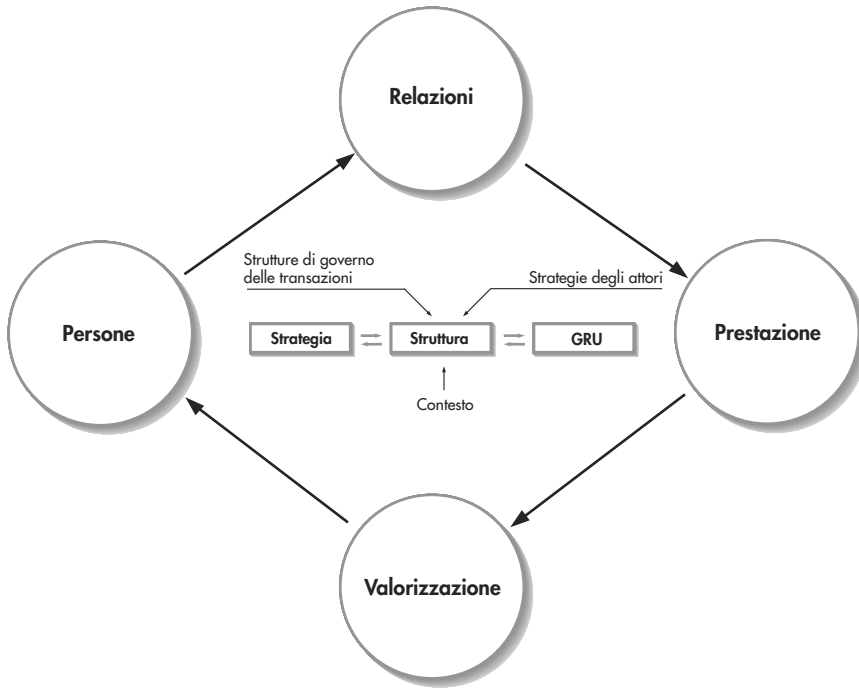 Relazioni
Strutture di governo
delle transazioni
Strategie degli attori
Persone
Strategia
Struttura
GRU
Prestazione
Contesto
Valorizzazione